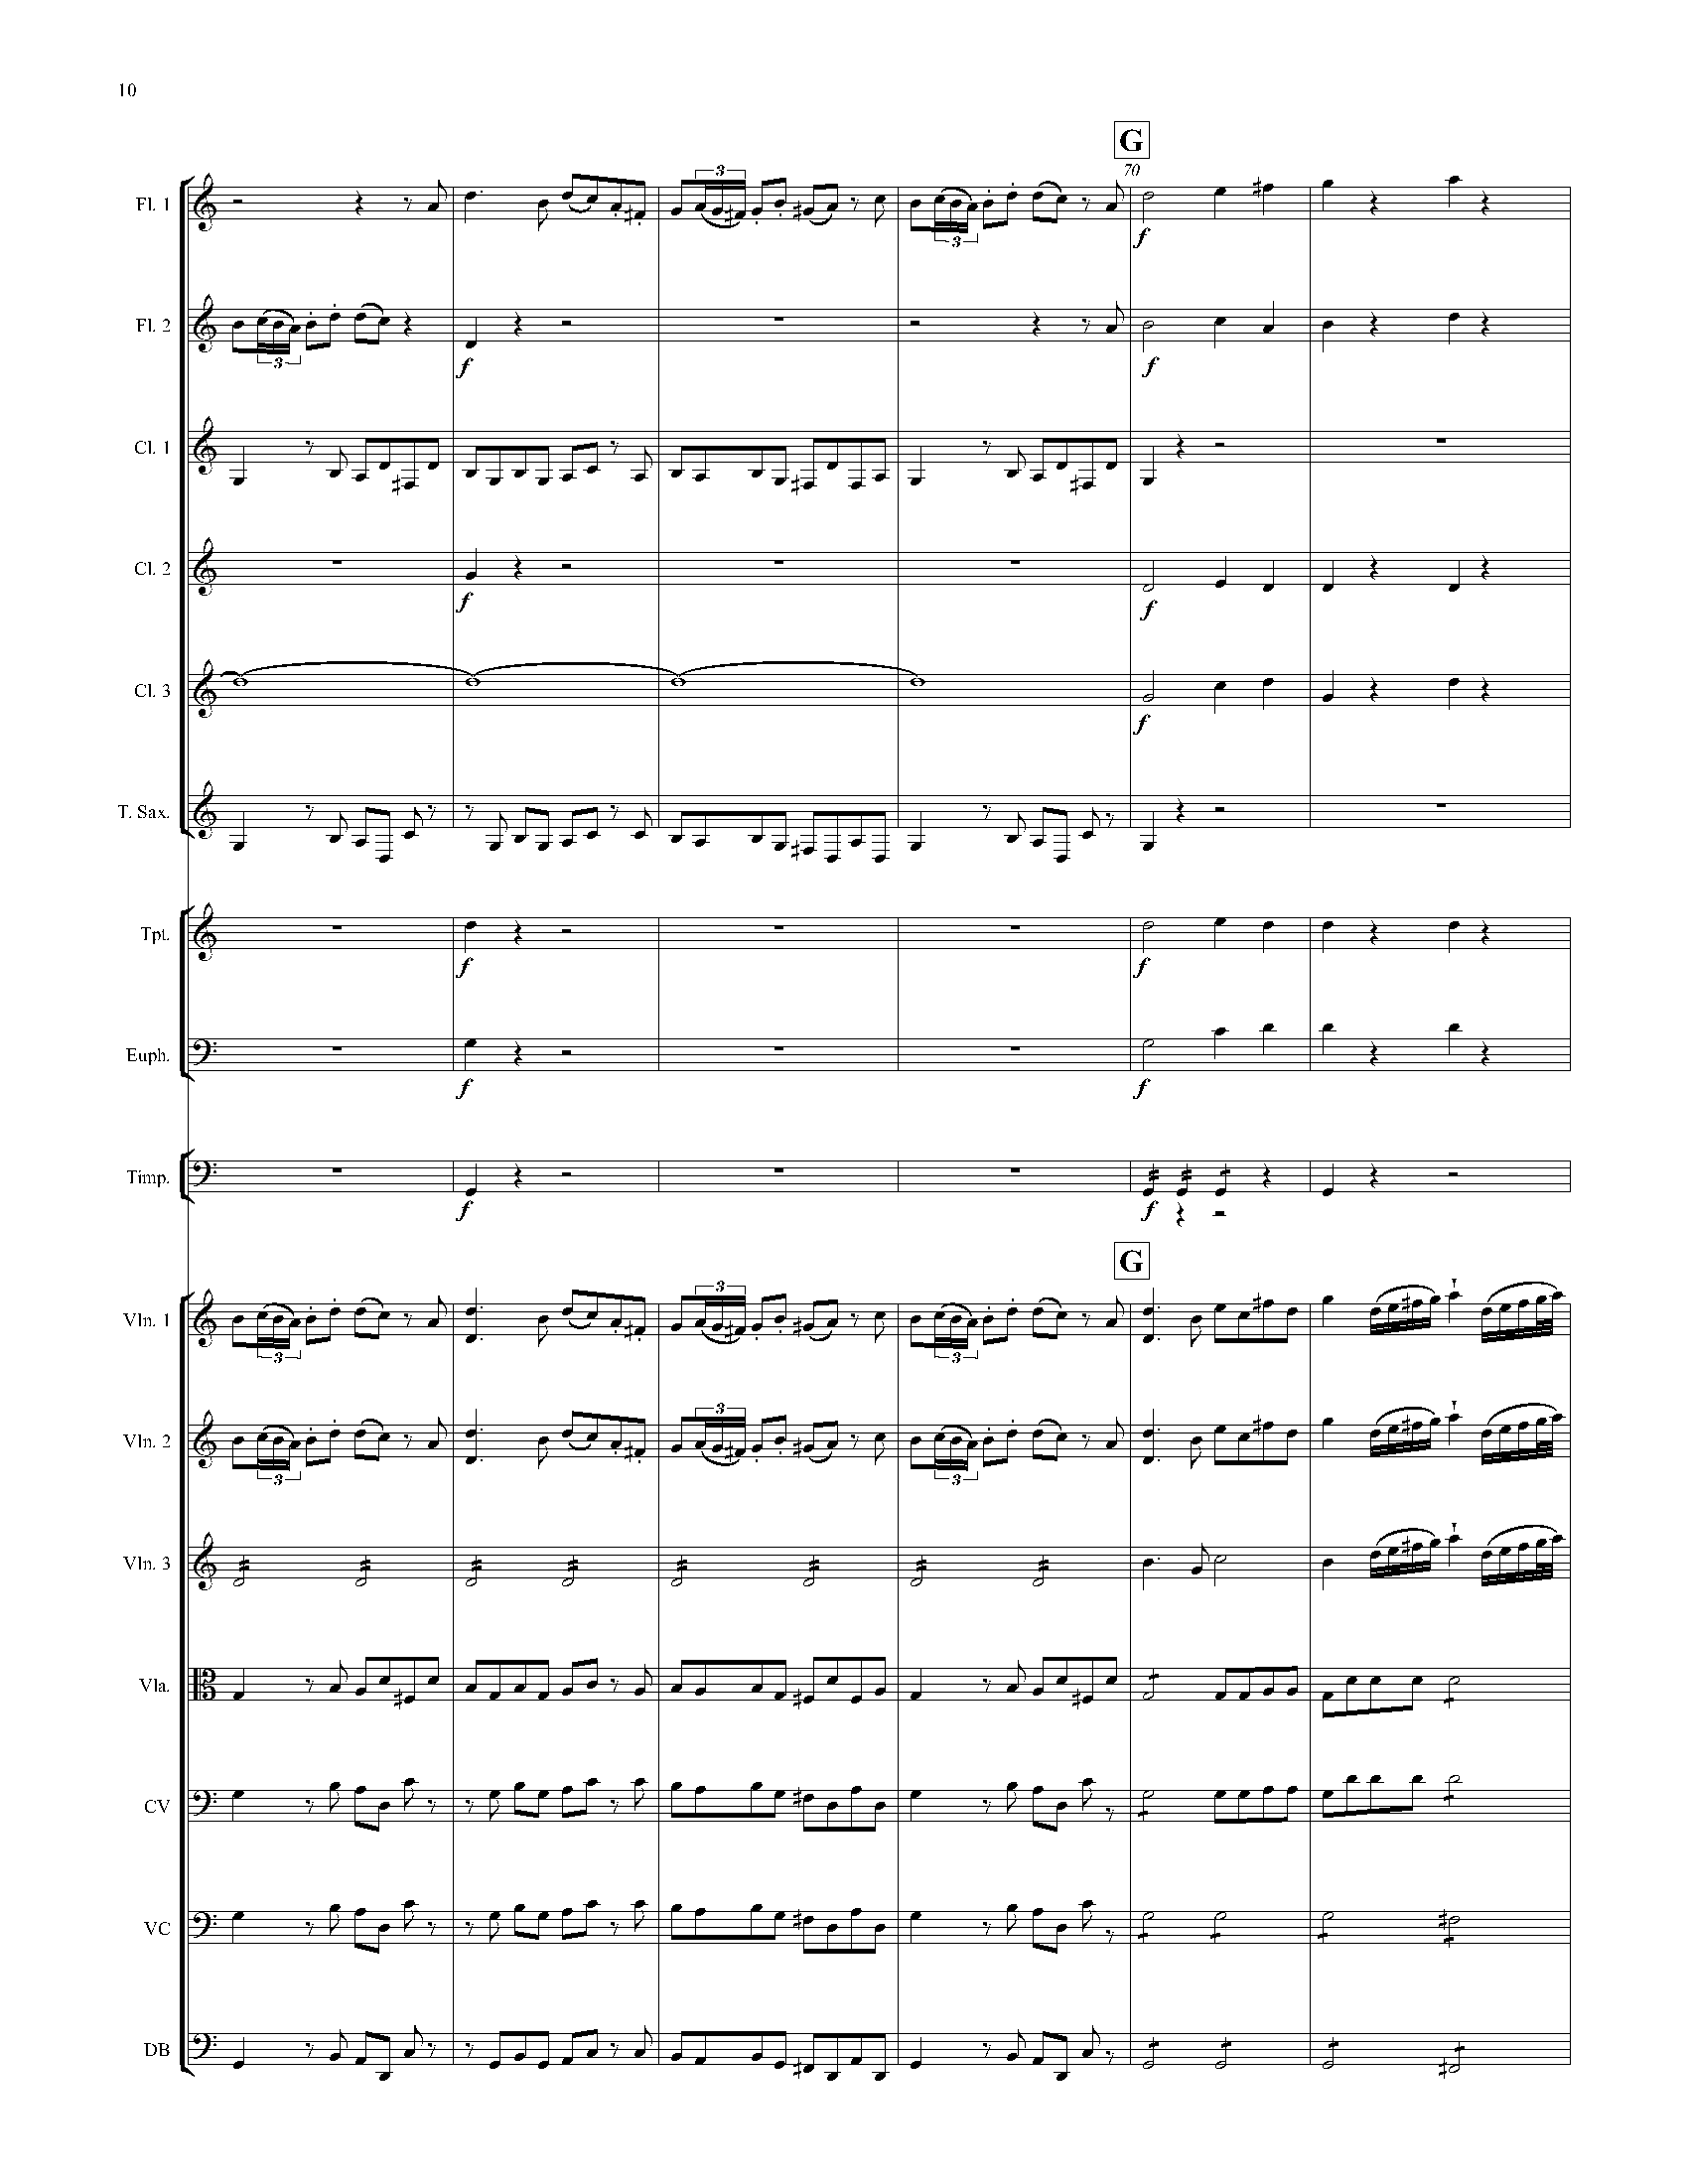 10
G
70
Fl. 1
3
3
f
Fl. 2
3
f
f
Cl. 1
Cl. 2
f
f
Cl. 3
f
T. Sax.
Tpt.
f
f
Euph.
f
f
Timp.
f
f
G
Vln. 1
3
3
3
Vln. 2
3
3
3
Vln. 3
Vla.
CV
VC
DB